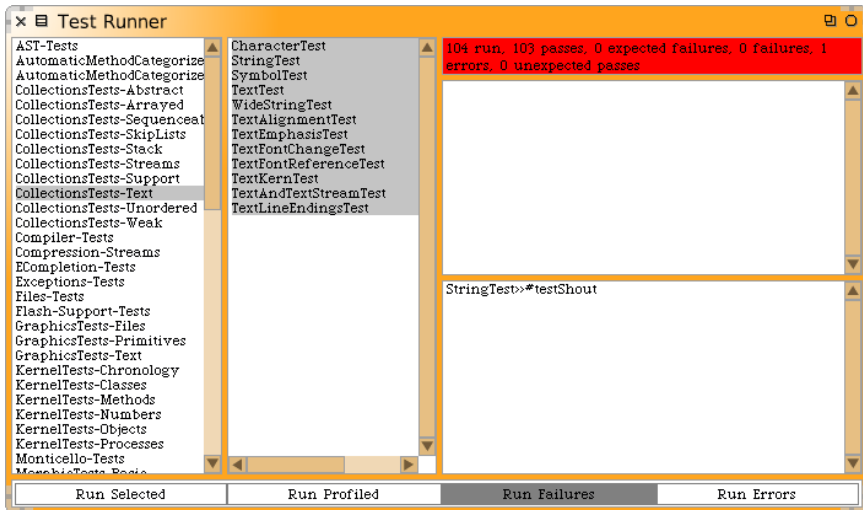 Test Runner
AST-Tests
AutomaticMethodCategorize
AutomaticMethodCategorize
CollectionsTests-Abstract
CollectionsTests-Arrayed
CollectionsTests-Sequenceab
CollectionsTests-SkipLists
CollectionsTests-Stack
CollectionsTests-Streams
CollectionsTests-Support
CollectionsTests-Text
CollectionsTests-Unordered
CollectionsTests-Weak
Compiler-Tests
Compression-Streams
ECompletion-Tests
Exceptions-Tests
Files-Tests
Flash-Support-Tests
GraphicsTests-Files
GraphicsTests-Primitives
GraphicsTests-Text
KernelTests-Chronology
KernelTests-Classes
KernelTests-Methods
KernelTests-Numbers
KernelTests-Objects
KernelTests-Processes
Monticello-Tests
MorphicTests-Basic
CharacterTest
StringTest
SymbolTest
TextTest
WideStringTest
TextAlignmentTest
TextEmphasisTest
TextFontChangeTest
TextFontReferenceTest
TextKernTest
TextAndTextStreamTest
TextLineEndingsTest
104 run, 103 passes, 0 expected failures, 0 failures, 1
errors, 0 unexpected passes
StringTest>>#testShout
Run Selected
Run Profiled
Run Failures
Run Errors